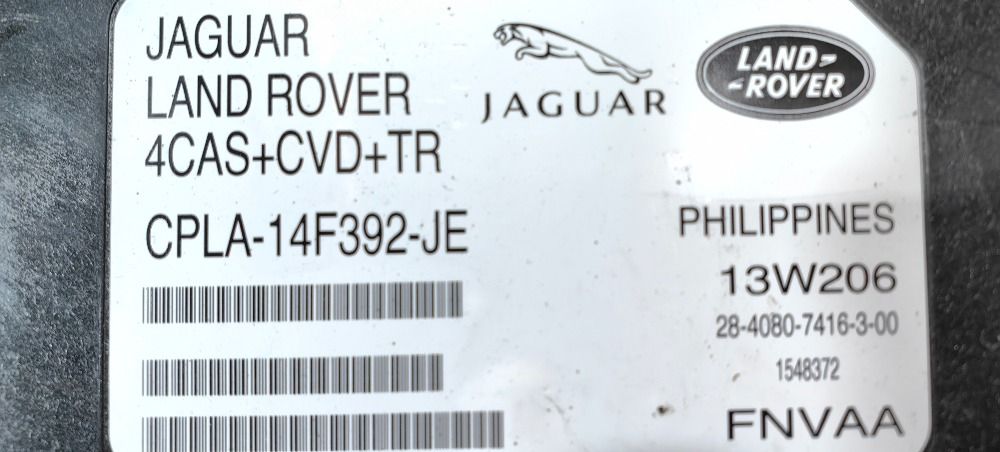 JAGUAR
LAND ROVER
4CAS+CVD+TR
CPLA-14F392-JE
JAGUAR
LAND-
-ROVER
PHILIPPINES
13W206
28-4080-7416-3-00
1548372
FNVAA